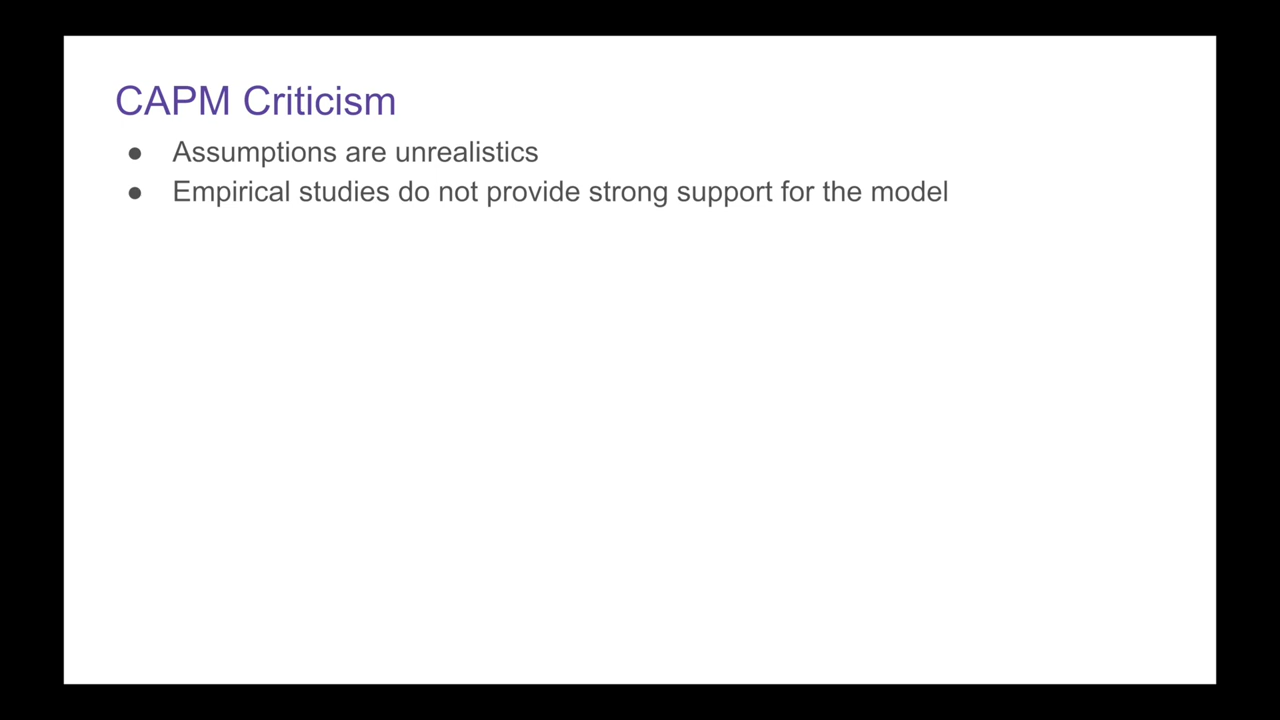 CAPM Criticism
● Assumptions are unrealistics
● Empirical studies do not provide strong support for the model